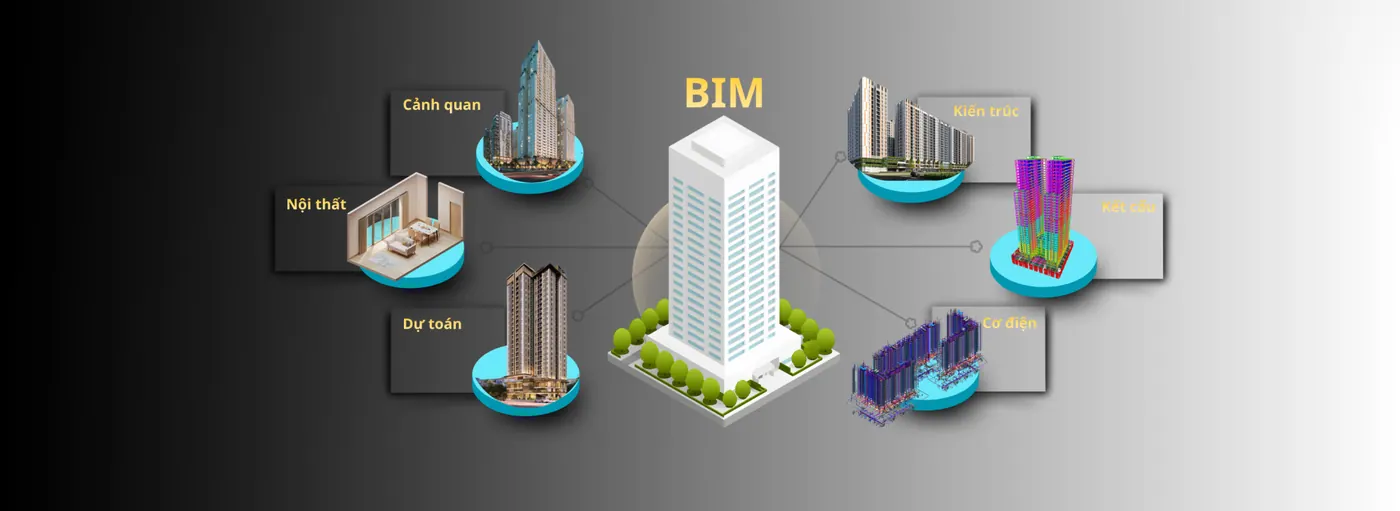 BIM
Cảnh quan
Nội thất
Dự toán
Kiến trúc
Kết cấu
Cơ điện